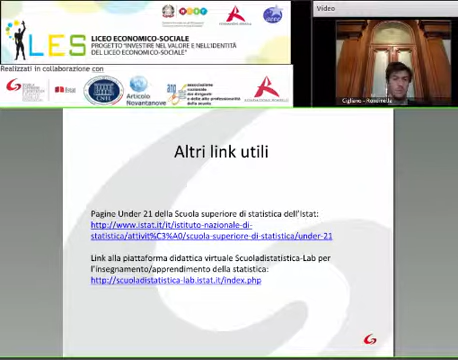 LES
LICEO ECONOMICO-SOCIALE
PROGETTO "INVESTIRE NEL VALORE E NELL'IDENTITÀ
DEL LICEO ECONOMICO-SOCIALE"
Realizzati in collaborazione con
Articolo
Novantanove
Video
Altri link utili
Pagine Under 21 della Scuola superiore di statistica dell'Istat:
http://www.istat.it/it/istituto-nazionale-di-
statistica/attivit%C3%A0/scuola-superiore-di-statistica/under-21
Link alla piattaforma didattica virtuale Scuoladistatistica-Lab per
l'insegnamento/apprendimento della statistica:
http://scuoladistatistica-lab.istat.it/index.php